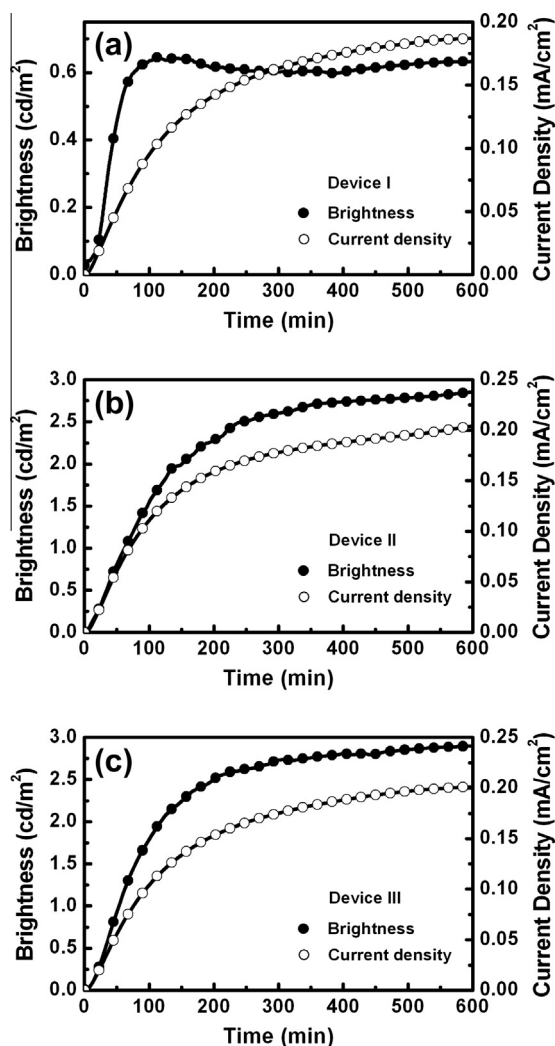 (a)
Brightness (cd/m²)
0.6
0.4
0.2
0.0
0.20
0.15
0.10
0.05
0.00
Current Density (mA/cm²)
Device I
Brightness
Current density
0 100 200 300 400 500 600
Time (min)
(b)
Brightness (cd/m²)
3.0
2.5
2.0
1.5
1.0
0.5
0.0
0.25
0.20
0.15
0.10
0.05
0.00
Current Density (mA/cm²)
Device II
Brightness
Current density
0 100 200 300 400 500 600
Time (min)
(c)
Brightness (cd/m²)
3.0
2.5
2.0
1.5
1.0
0.5
0.0
0.25
0.20
0.15
0.10
0.05
0.00
Current Density (mA/cm²)
Device III
Brightness
Current density
0 100 200 300 400 500 600
Time (min)